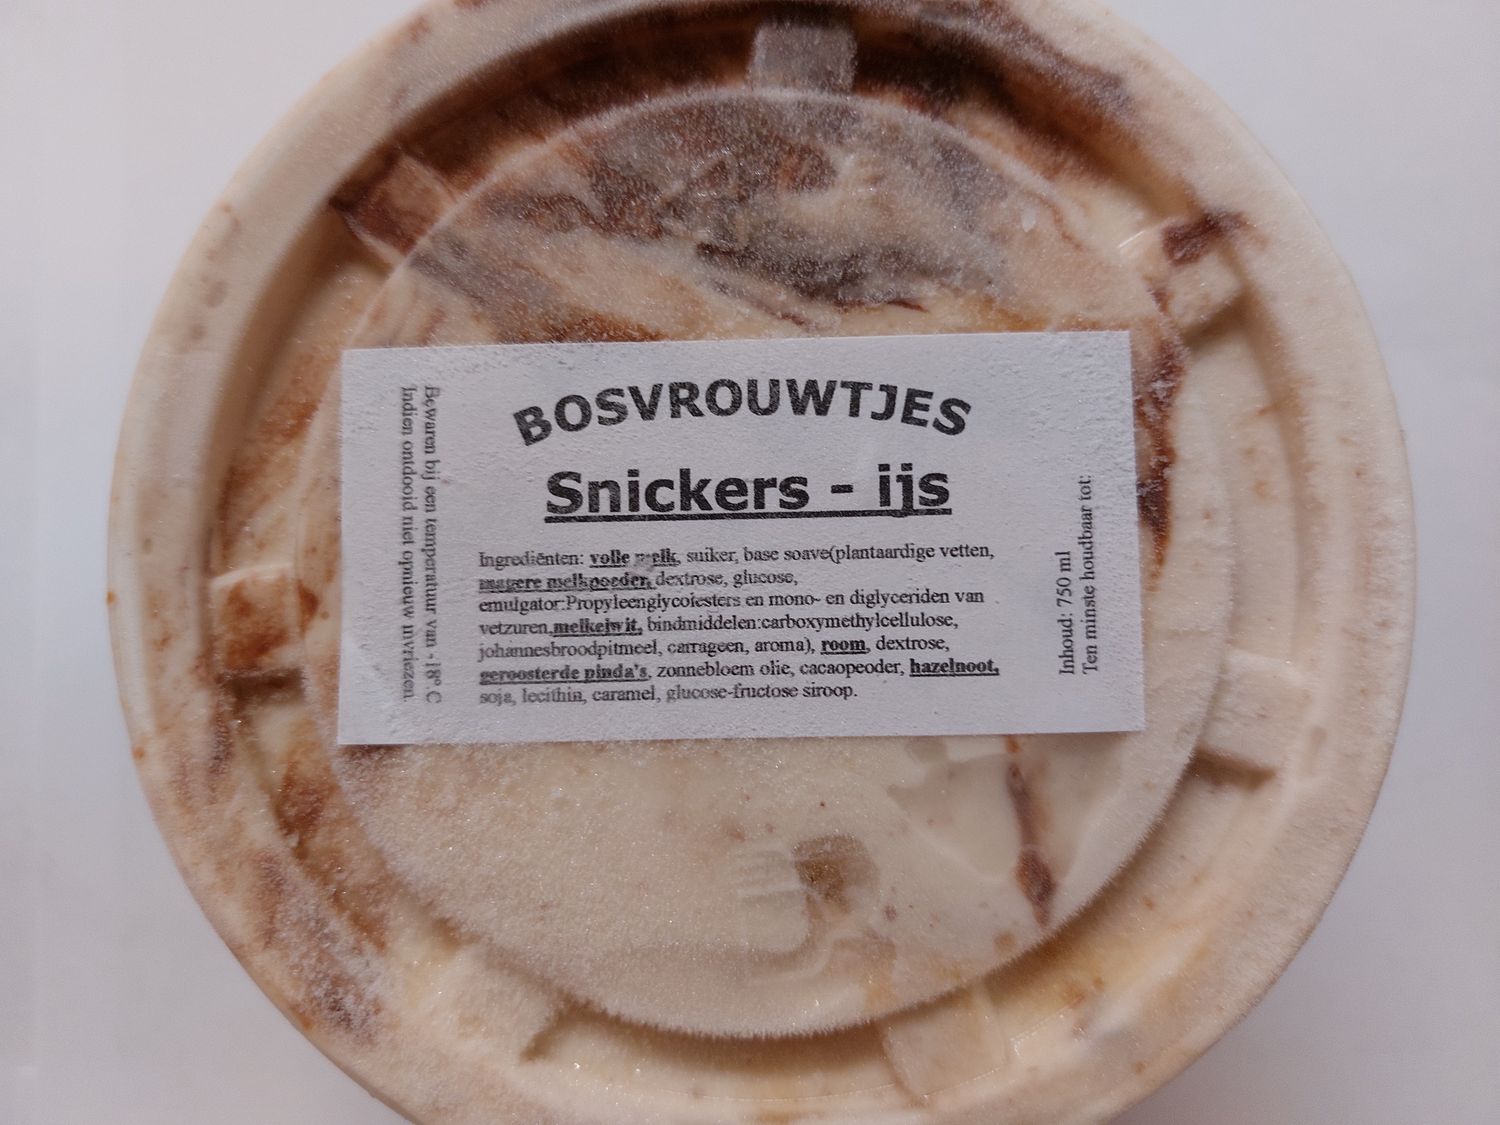 BOSVROUWTJES
Snickers - ijs
Ingrediënten: volle melk, suiker, base soave(plantaardige vetten,
magere melkpoeder, dextrose, glucose,
emulgator:Propyleenglycolesters en mono- en diglyceriden van
vetzuren,melkeiwit, bindmiddelen:carboxymethylcellulose,
johannesbroodpitmeel, carrageen, aroma), room, dextrose,
geroosterde pinda's, zonnebloem olie, cacaopoeder, hazelnoot,
soja, lecithin, caramel, glucose-fructose siroop.
Bewaren bij een temperatuur van - 18° C
Indien ontdooid niet opnieuw invriezen.
Inhoud: 750 ml
Ten minste houdbaar tot: